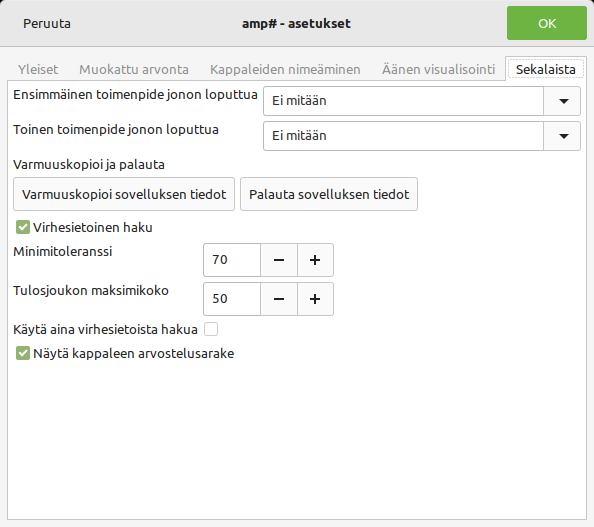 Peruuta amp# - asetukset OK
Yleiset Muokattu arvonta Kappaleiden nimeäminen Äänen visualisointi Sekalaista
Ensimmäinen toimenpide jonon loputtua Ei mitään
Toinen toimenpide jonon loputtua Ei mitään
Varmuuskopioi ja palauta
Varmuuskopioi sovelluksen tiedot Palauta sovelluksen tiedot
Virhesietoinen haku
Minimitoleranssi 70 − +
Tulosjoukon maksimikoko 50 − +
Käytä aina virhesietoista hakua
Näytä kappaleen arvostelusarake